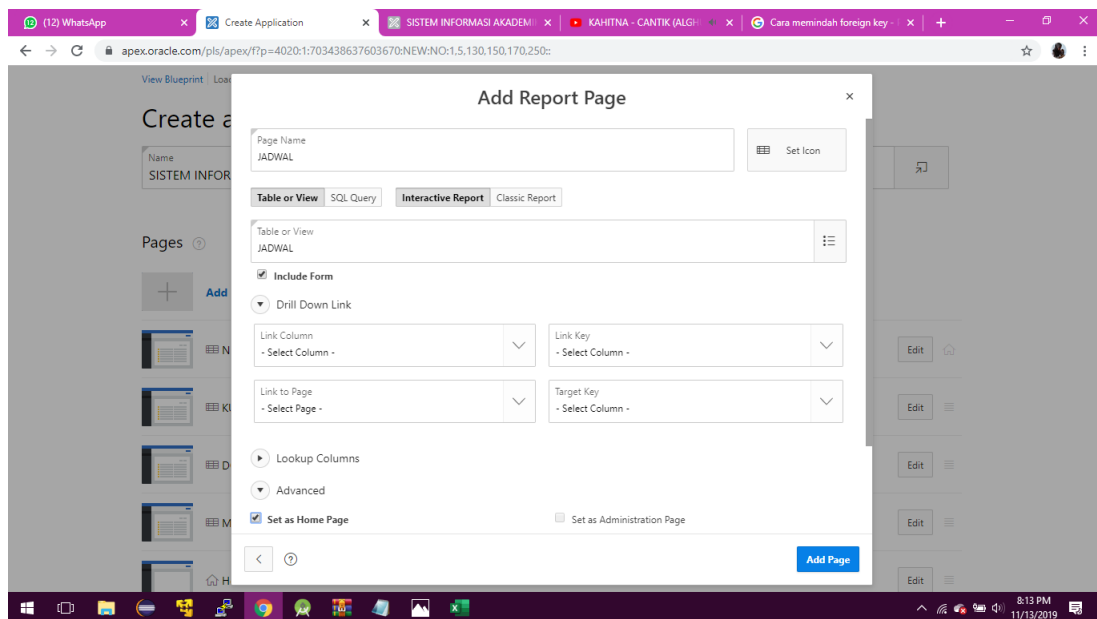 (12) WhatsApp
Create Application
SISTEM INFORMASI AKADEMI
KAHITNA - CANTIK (ALGH
Cara memindah foreign key -
apex.oracle.com/pls/apex/f?p=4020:1:703438637603670:NEW:NO:1,5,130,150,170,250::
View Blueprint
Loa
Create a
Name
SISTEM INFOR
Pages
Add
N
KU
D
M
H
Edit
Edit
Edit
Edit
Edit
Add Report Page
Page Name
JADWAL
Set Icon
Table or View SQL Query Interactive Report Classic Report
Table or View
JADWAL
Include Form
Drill Down Link
Link Column
- Select Column -
Link Key
- Select Column -
Link to Page
- Select Page -
Target Key
- Select Column -
Lookup Columns
Advanced
Set as Home Page
Set as Administration Page
Add Page
8:13 PM
11/13/2019